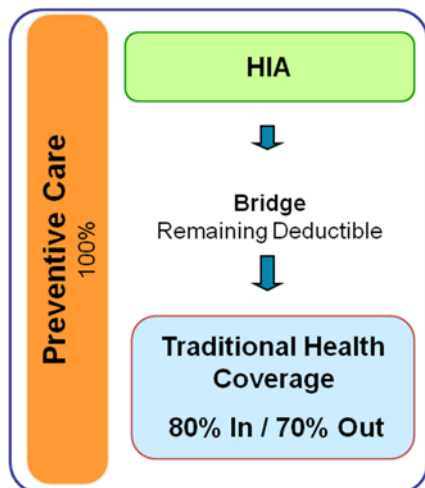 Preventive Care
100%
HIA
Bridge
Remaining Deductible
Traditional Health
Coverage
80% In / 70% Out